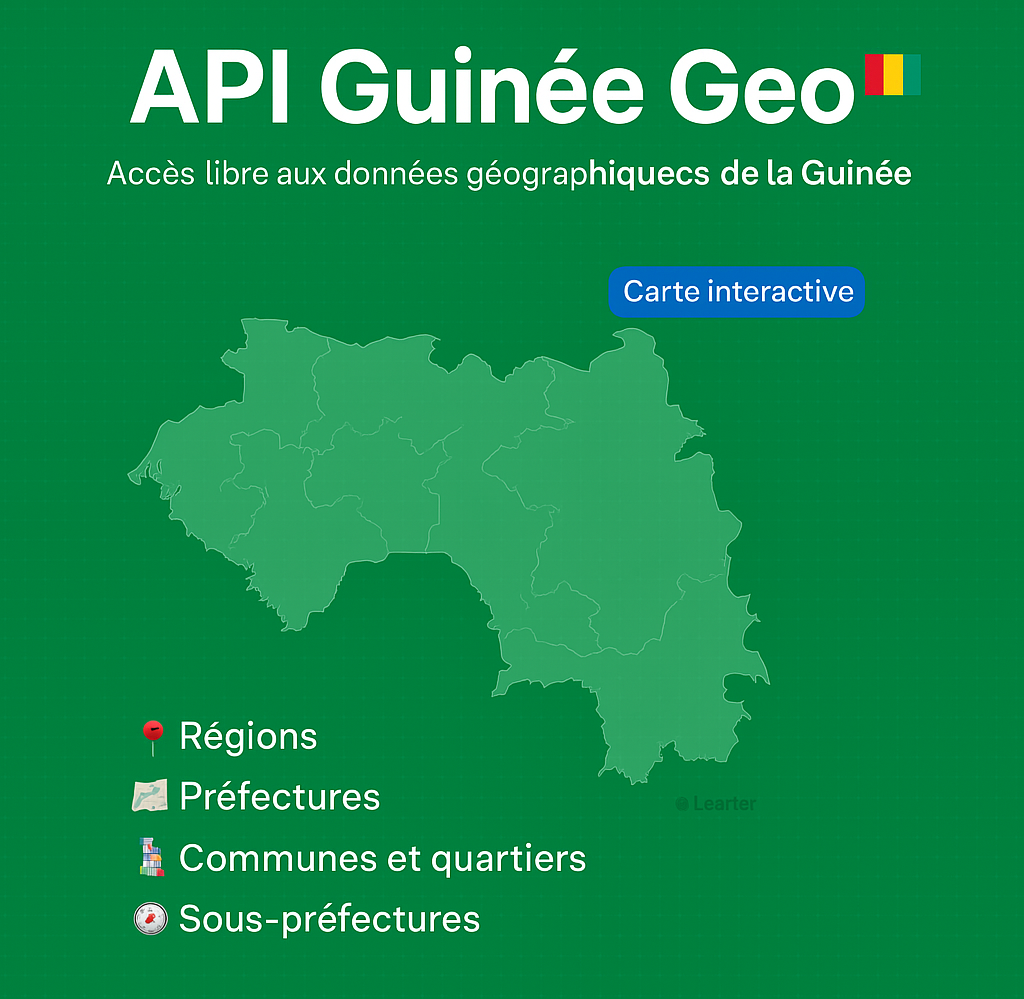 API Guinée Geo
Accès libre aux données géographiquecs de la Guinée
Carte interactive
Régions
Préfectures
Communes et quartiers
Sous-préfectures
Learter